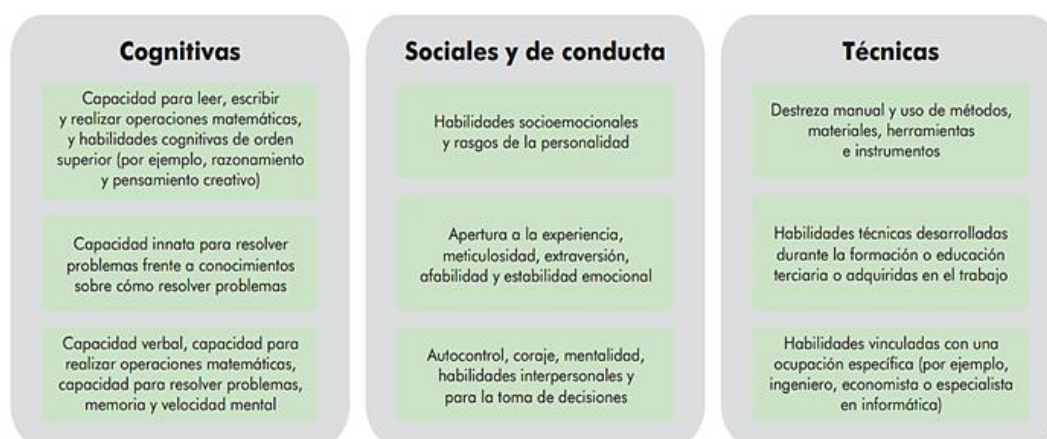 Cognitivas
Capacidad para leer, escribir
y realizar operaciones matemáticas,
y habilidades cognitivas de orden
superior (por ejemplo, razonamiento
y pensamiento creativo)
Capacidad innata para resolver
problemas frente a conocimientos
sobre cómo resolver problemas
Capacidad verbal, capacidad para
realizar operaciones matemáticas,
capacidad para resolver problemas,
memoria y velocidad mental
Sociales y de conducta
Habilidades socioemocionales
y rasgos de la personalidad
Apertura a la experiencia,
meticulosidad, extraversión,
afabilidad y estabilidad emocional
Autocontrol, coraje, mentalidad,
habilidades interpersonales y
para la toma de decisiones
Técnicas
Destreza manual y uso de métodos,
materiales, herramientas
e instrumentos
Habilidades técnicas desarrolladas
durante la formación o educación
terciaria o adquiridas en el trabajo
Habilidades vinculadas con una
ocupación específica (por ejemplo,
ingeniero, economista o especialista
en informática)